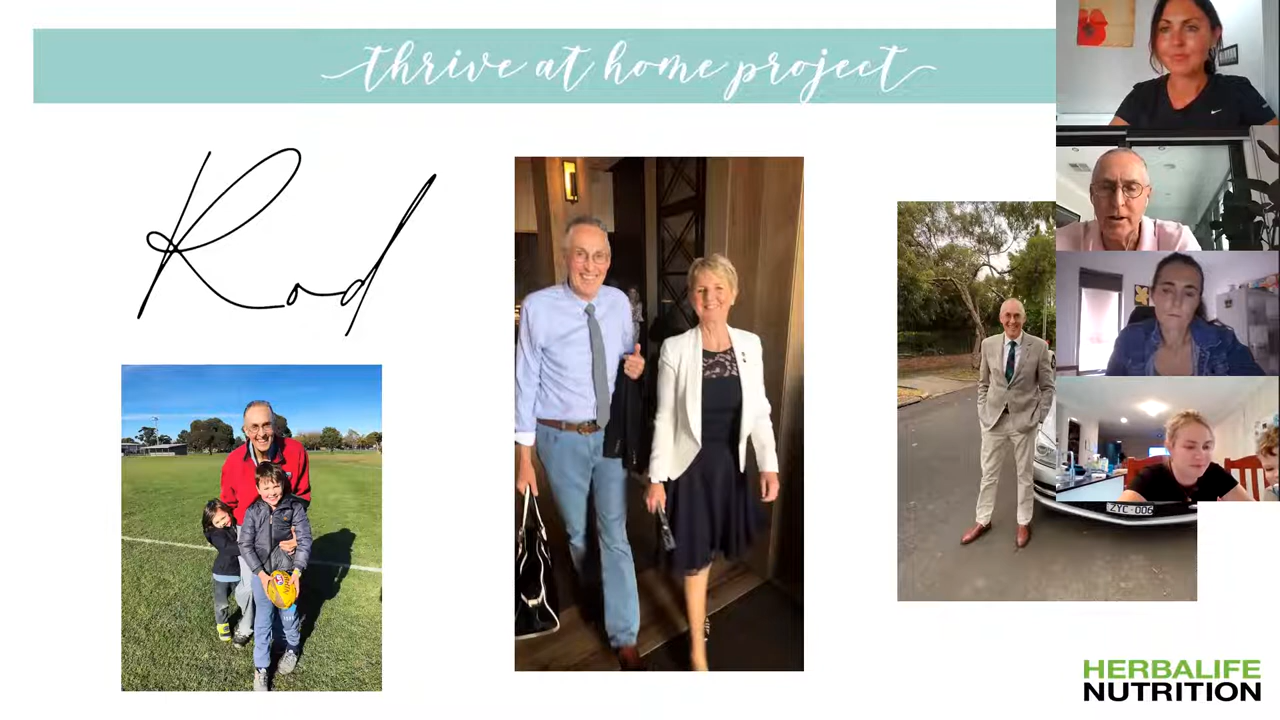 thrive at home project
Rod
ZYC-006
HERBALIFE
NUTRITION